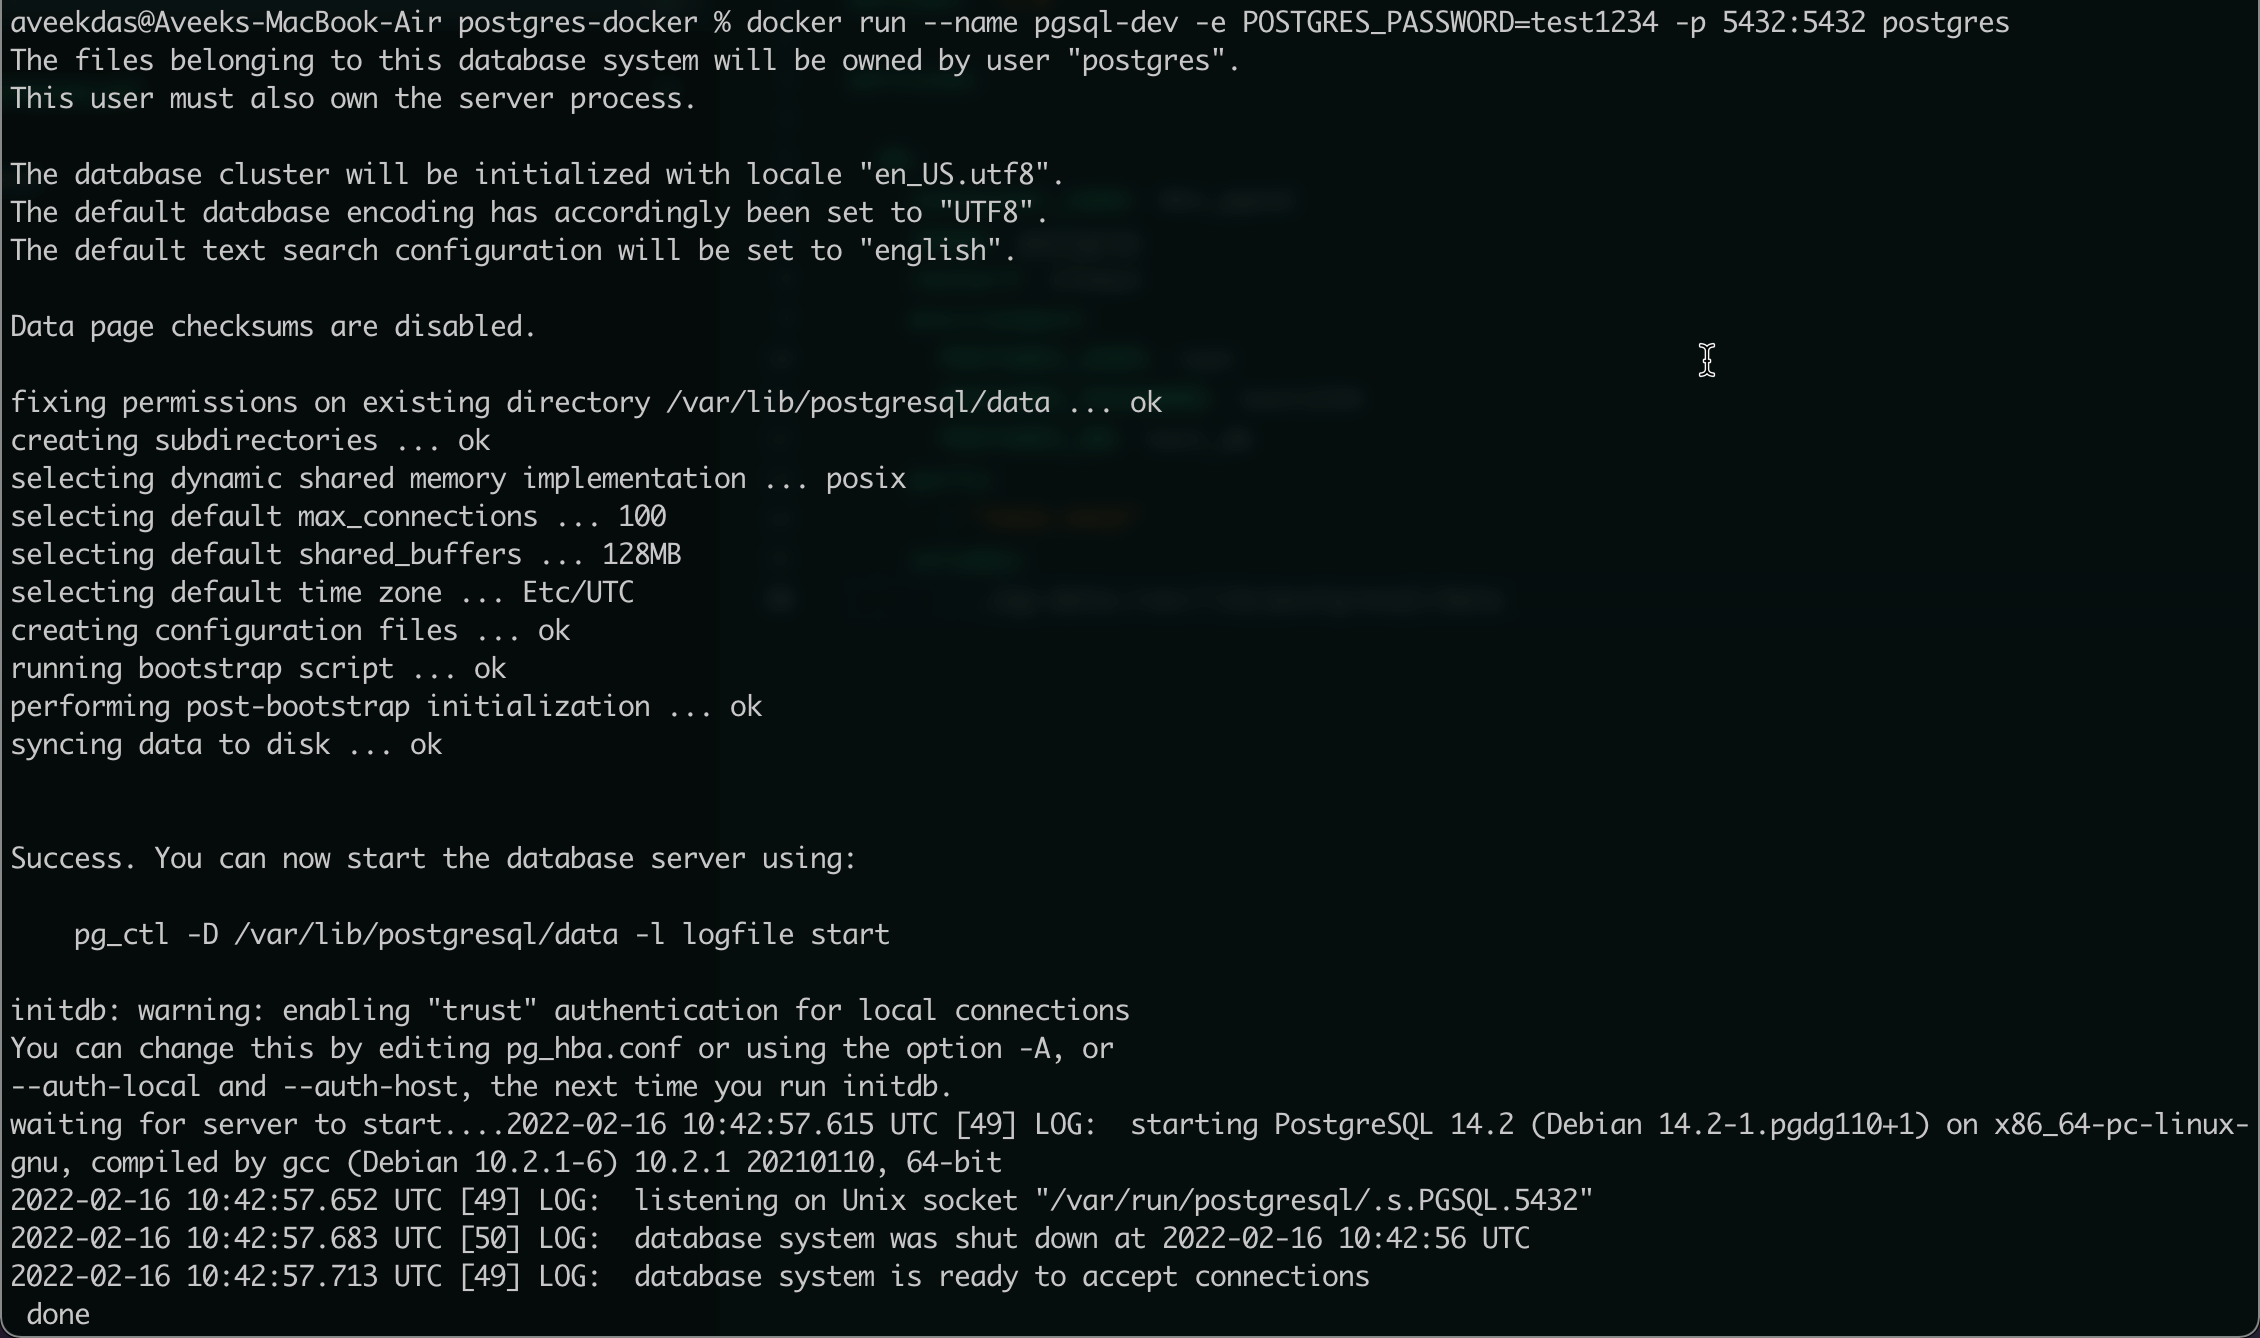 aveekdas@Aveeks-MacBook-Air postgres-docker % docker run --name pgsql-dev -e POSTGRES_PASSWORD=test1234 -p 5432:5432 postgres
The files belonging to this database system will be owned by user "postgres".
This user must also own the server process.

The database cluster will be initialized with locale "en_US.utf8".
The default database encoding has accordingly been set to "UTF8".
The default text search configuration will be set to "english".

Data page checksums are disabled.

fixing permissions on existing directory /var/lib/postgresql/data ... ok
creating subdirectories ... ok
selecting dynamic shared memory implementation ... posix
selecting default max_connections ... 100
selecting default shared_buffers ... 128MB
selecting default time zone ... Etc/UTC
creating configuration files ... ok
running bootstrap script ... ok
performing post-bootstrap initialization ... ok
syncing data to disk ... ok

Success. You can now start the database server using:

    pg_ctl -D /var/lib/postgresql/data -l logfile start

initdb: warning: enabling "trust" authentication for local connections
You can change this by editing pg_hba.conf or using the option -A, or
--auth-local and --auth-host, the next time you run initdb.
waiting for server to start....2022-02-16 10:42:57.615 UTC [49] LOG:  starting PostgreSQL 14.2 (Debian 14.2-1.pgdg110+1) on x86_64-pc-linux-
gnu, compiled by gcc (Debian 10.2.1-6) 10.2.1 20210110, 64-bit
2022-02-16 10:42:57.652 UTC [49] LOG:  listening on Unix socket "/var/run/postgresql/.s.PGSQL.5432"
2022-02-16 10:42:57.683 UTC [50] LOG:  database system was shut down at 2022-02-16 10:42:56 UTC
2022-02-16 10:42:57.713 UTC [49] LOG:  database system is ready to accept connections
 done